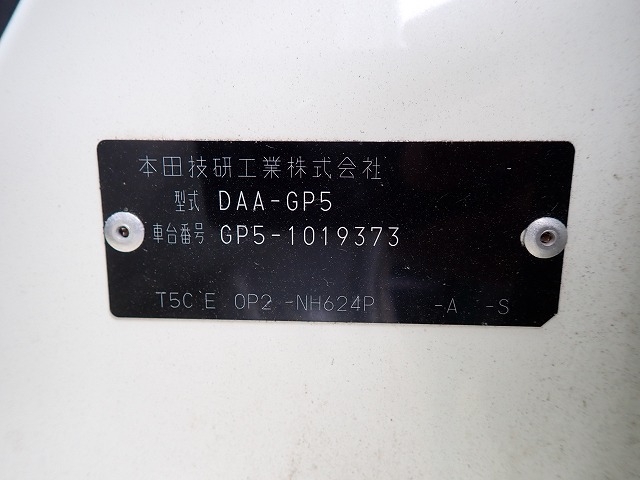 本田技研工業株式会社
型式 DAA-GP5
車台番号 GP5-1019373
T5C E OP2 -NH624P -A -S